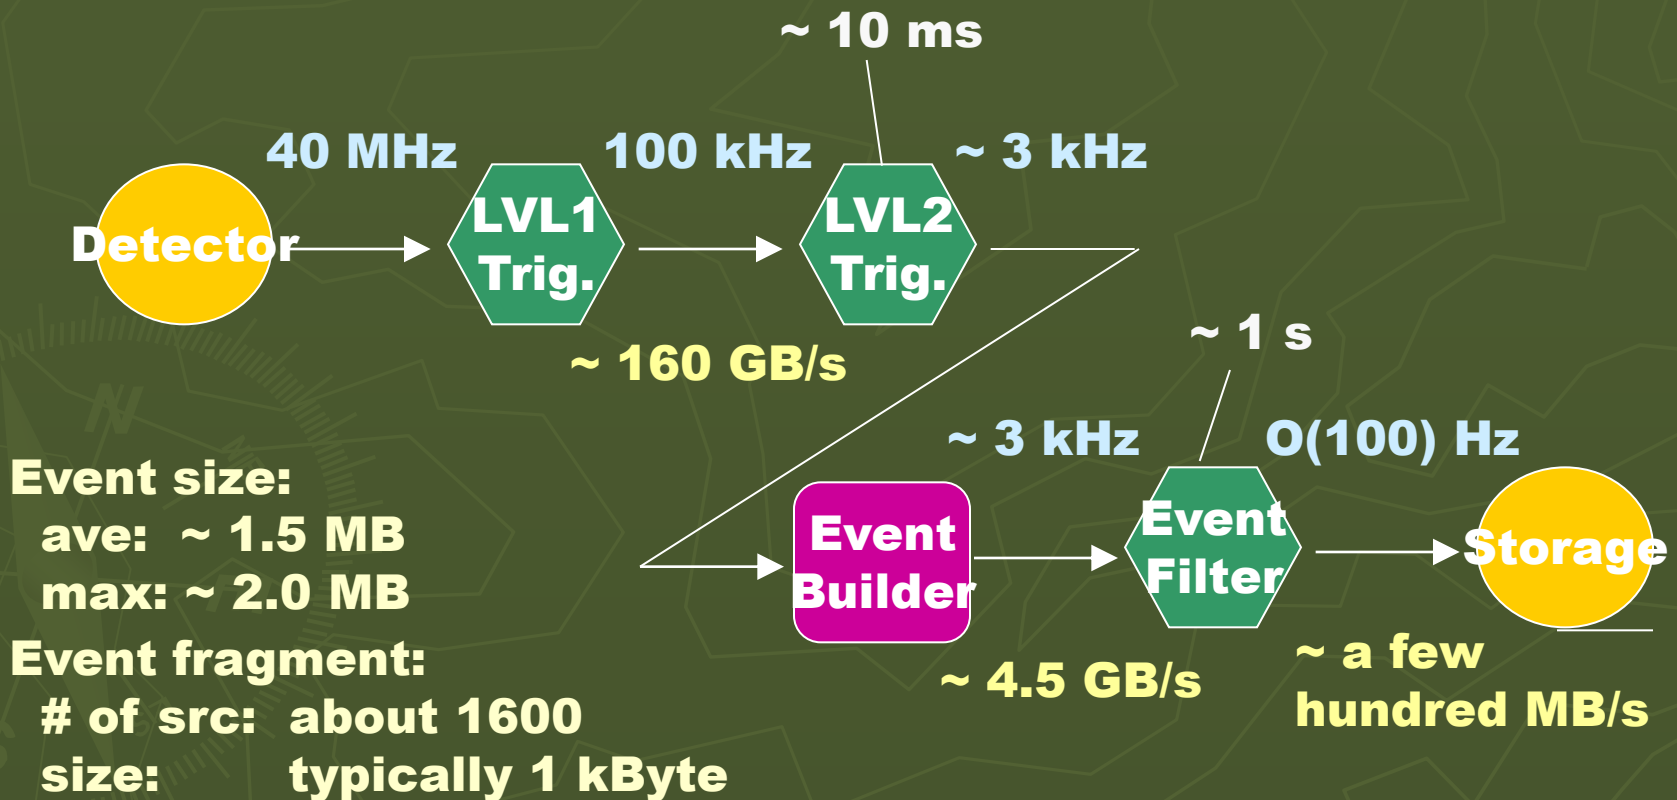 ~ 10 ms
40 MHz
100 kHz
~ 3 kHz
Detector
LVL1
Trig.
LVL2
Trig.
~ 160 GB/s
~ 1 s
~ 3 kHz
O(100) Hz
Event
Builder
Event
Filter
Storage
~ 4.5 GB/s
~ a few
hundred MB/s
Event size:
ave: ~ 1.5 MB
max: ~ 2.0 MB
Event fragment:
# of src: about 1600
size: typically 1 kByte
N